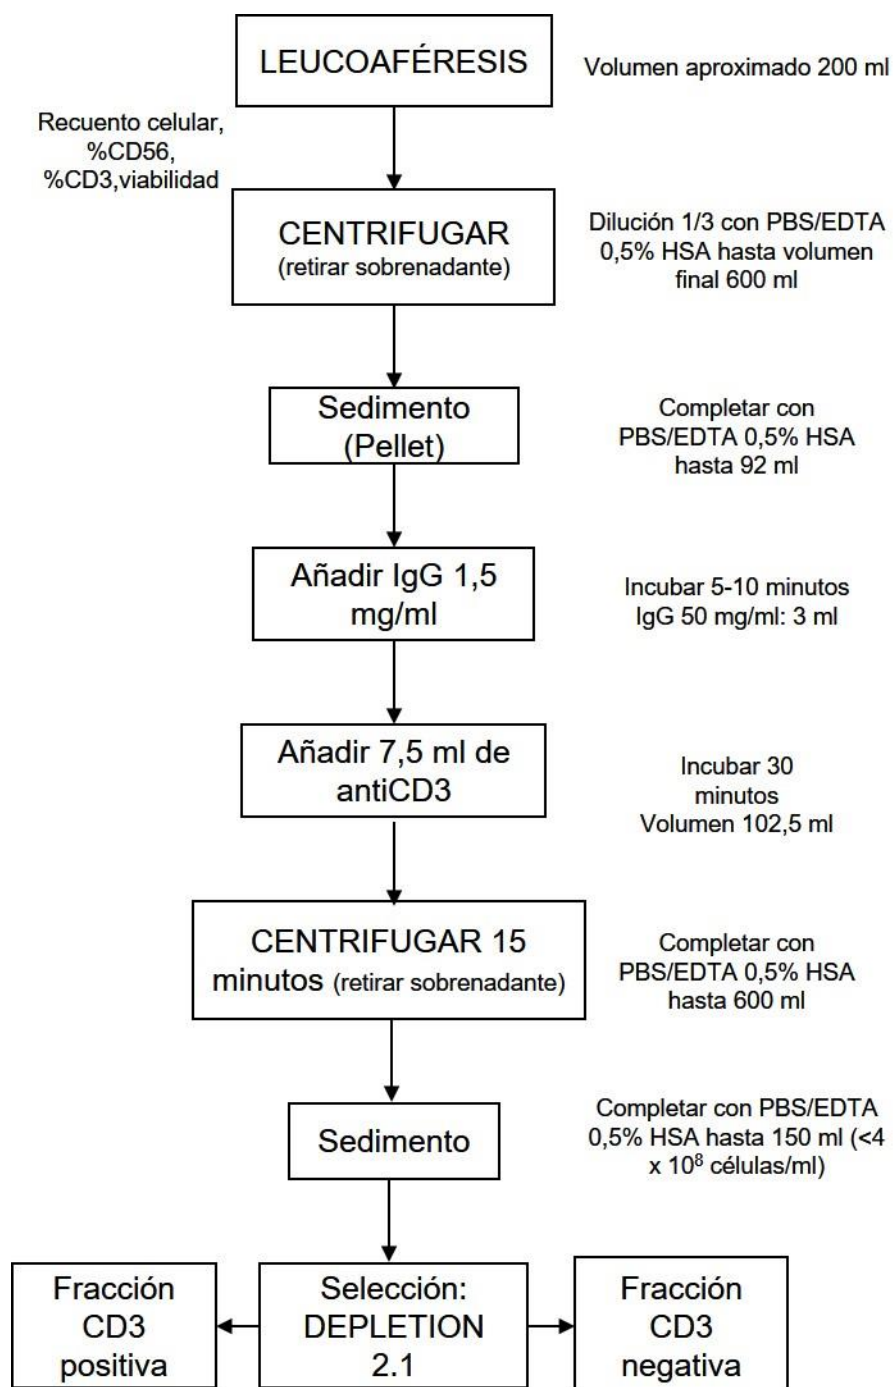 LEUCOAFÉRESIS
Volumen aproximado 200 ml
Recuento celular,
%CD56,
%CD3,viabilidad
CENTRIFUGAR
(retirar sobrenadante)
Dilución 1/3 con PBS/EDTA
0,5% HSA hasta volumen
final 600 ml
Sedimento
(Pellet)
Completar con
PBS/EDTA 0,5% HSA
hasta 92 ml
Añadir IgG 1,5
mg/ml
Incubar 5-10 minutos
IgG 50 mg/ml: 3 ml
Añadir 7,5 ml de
antiCD3
Incubar 30
minutos
Volumen 102,5 ml
CENTRIFUGAR 15
minutos (retirar sobrenadante)
Completar con
PBS/EDTA 0,5% HSA
hasta 600 ml
Sedimento
Completar con PBS/EDTA
0,5% HSA hasta 150 ml (<4
x 10⁸ células/ml)
Fracción
CD3
positiva
Selección:
DEPLETION
2.1
Fracción
CD3
negativa